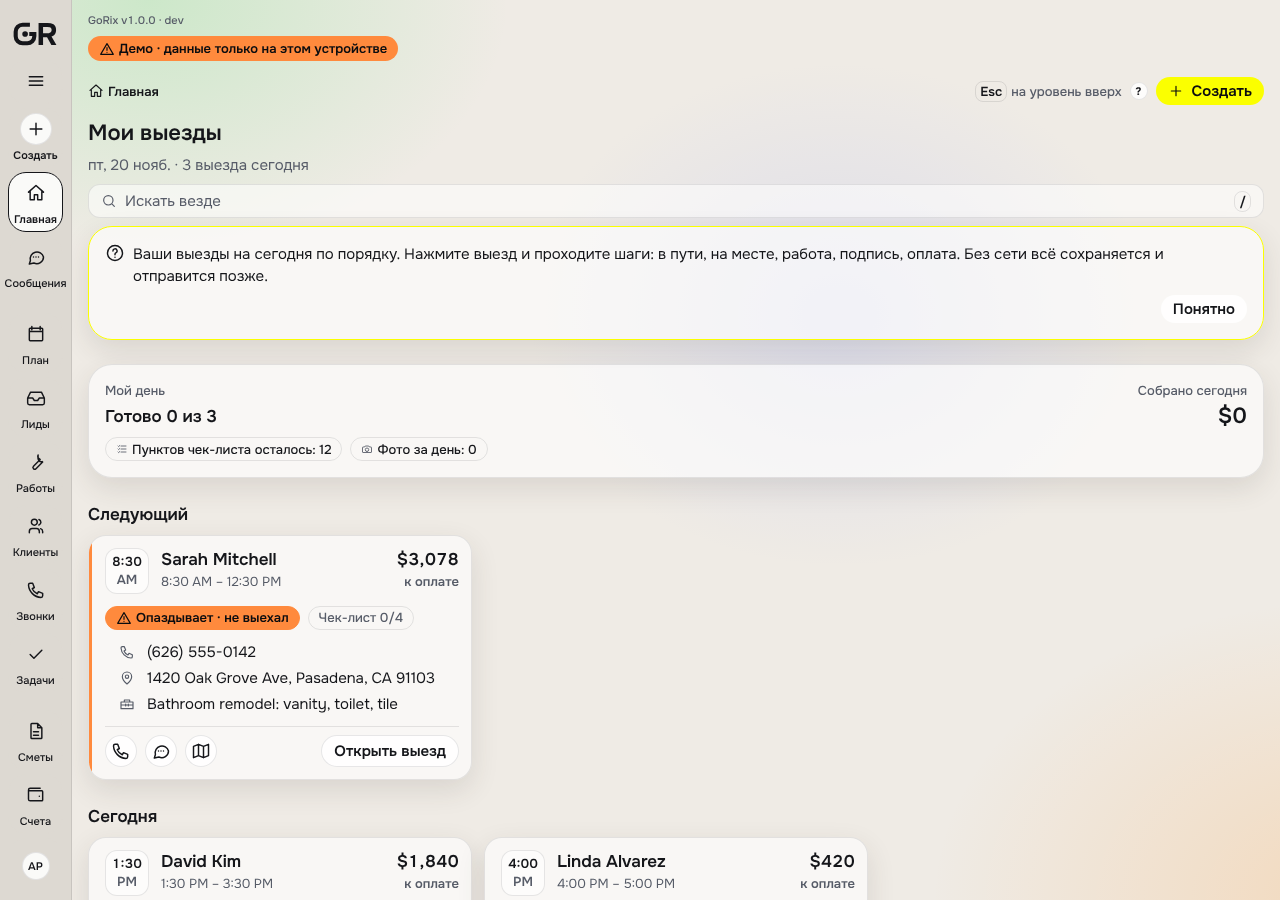 GR
Создать
Главная
Сообщения
План
Лиды
Работы
Клиенты
Звонки
Задачи
Сметы
Счета
AP
GoRix v1.0.0 · dev
Демо · данные только на этом устройстве
Главная
Esc на уровень вверх ? + Создать
Мои выезды
пт, 20 нояб. · 3 выезда сегодня
Искать везде /
Ваши выезды на сегодня по порядку. Нажмите выезд и проходите шаги: в пути, на месте, работа, подпись, оплата. Без сети всё сохраняется и
отправится позже.
Понятно
Мой день
Собрано сегодня
Готово 0 из 3
$0
Пунктов чек-листа осталось: 12
Фото за день: 0
Следующий
8:30 AM
Sarah Mitchell
$3,078
8:30 AM – 12:30 PM
к оплате
Опаздывает · не выехал
Чек-лист 0/4
(626) 555-0142
1420 Oak Grove Ave, Pasadena, CA 91103
Bathroom remodel: vanity, toilet, tile
Открыть выезд
Сегодня
1:30 PM
David Kim
$1,840
1:30 PM – 3:30 PM
к оплате
4:00 PM
Linda Alvarez
$420
4:00 PM – 5:00 PM
к оплате